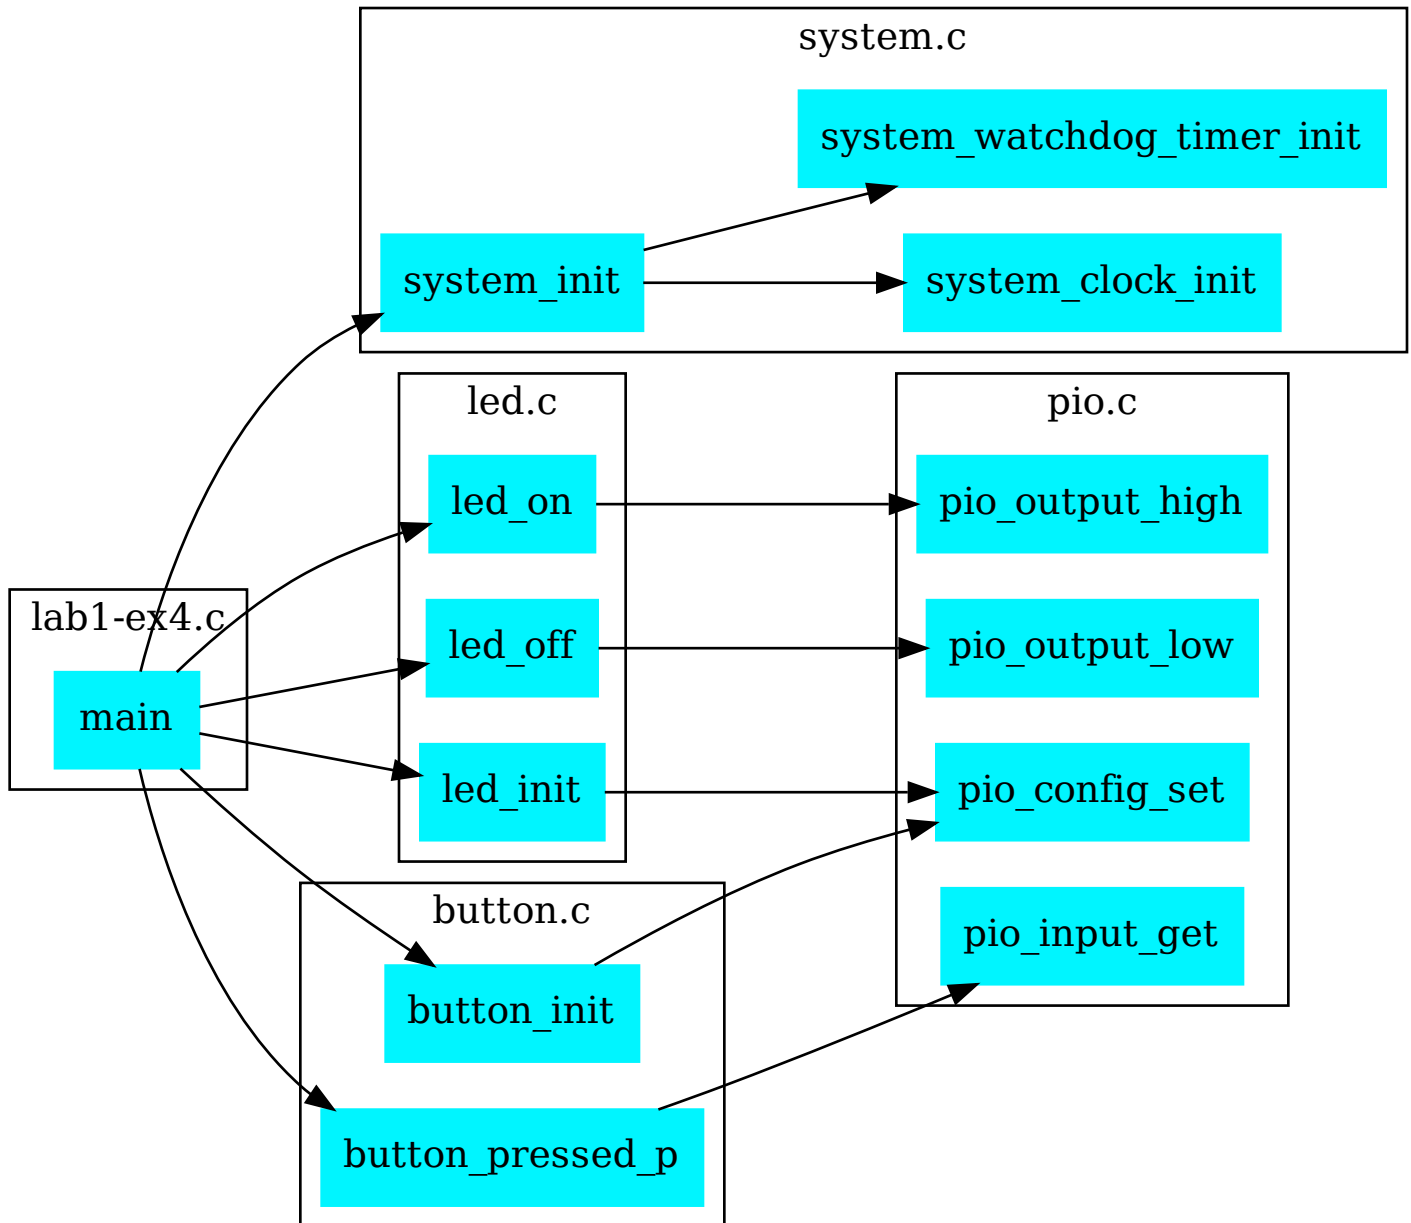 system.c
system_watchdog_timer_init
system_init
system_clock_init
led.c
pio.c
led_on
pio_output_high
lab1-ex4.c
led_off
pio_output_low
main
led_init
pio_config_set
button.c
pio_input_get
button_init
button_pressed_p